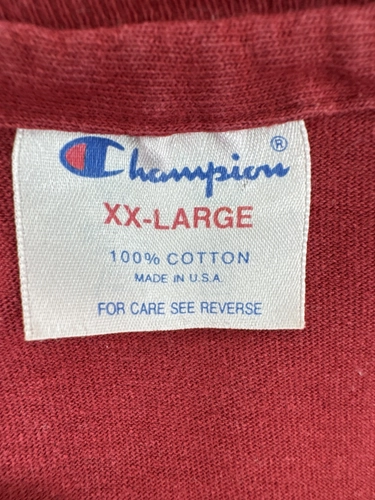 Champion®
XX-LARGE
100% COTTON
MADE IN U.S.A.
FOR CARE SEE REVERSE